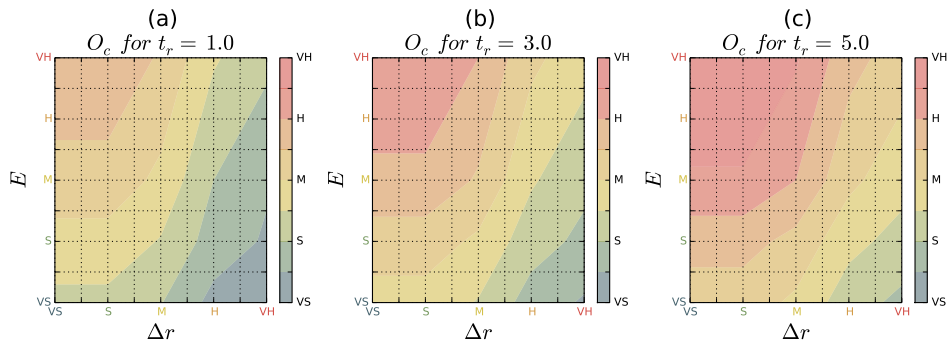 (a)
O_c for t_r = 1.0
VH
H
M
S
VS
E
VS S M H VH
Δr
VH
H
M
S
VS
(b)
O_c for t_r = 3.0
VH
H
M
S
VS
E
VS S M H VH
Δr
VH
H
M
S
VS
(c)
O_c for t_r = 5.0
VH
H
M
S
VS
E
VS S M H VH
Δr
VH
H
M
S
VS